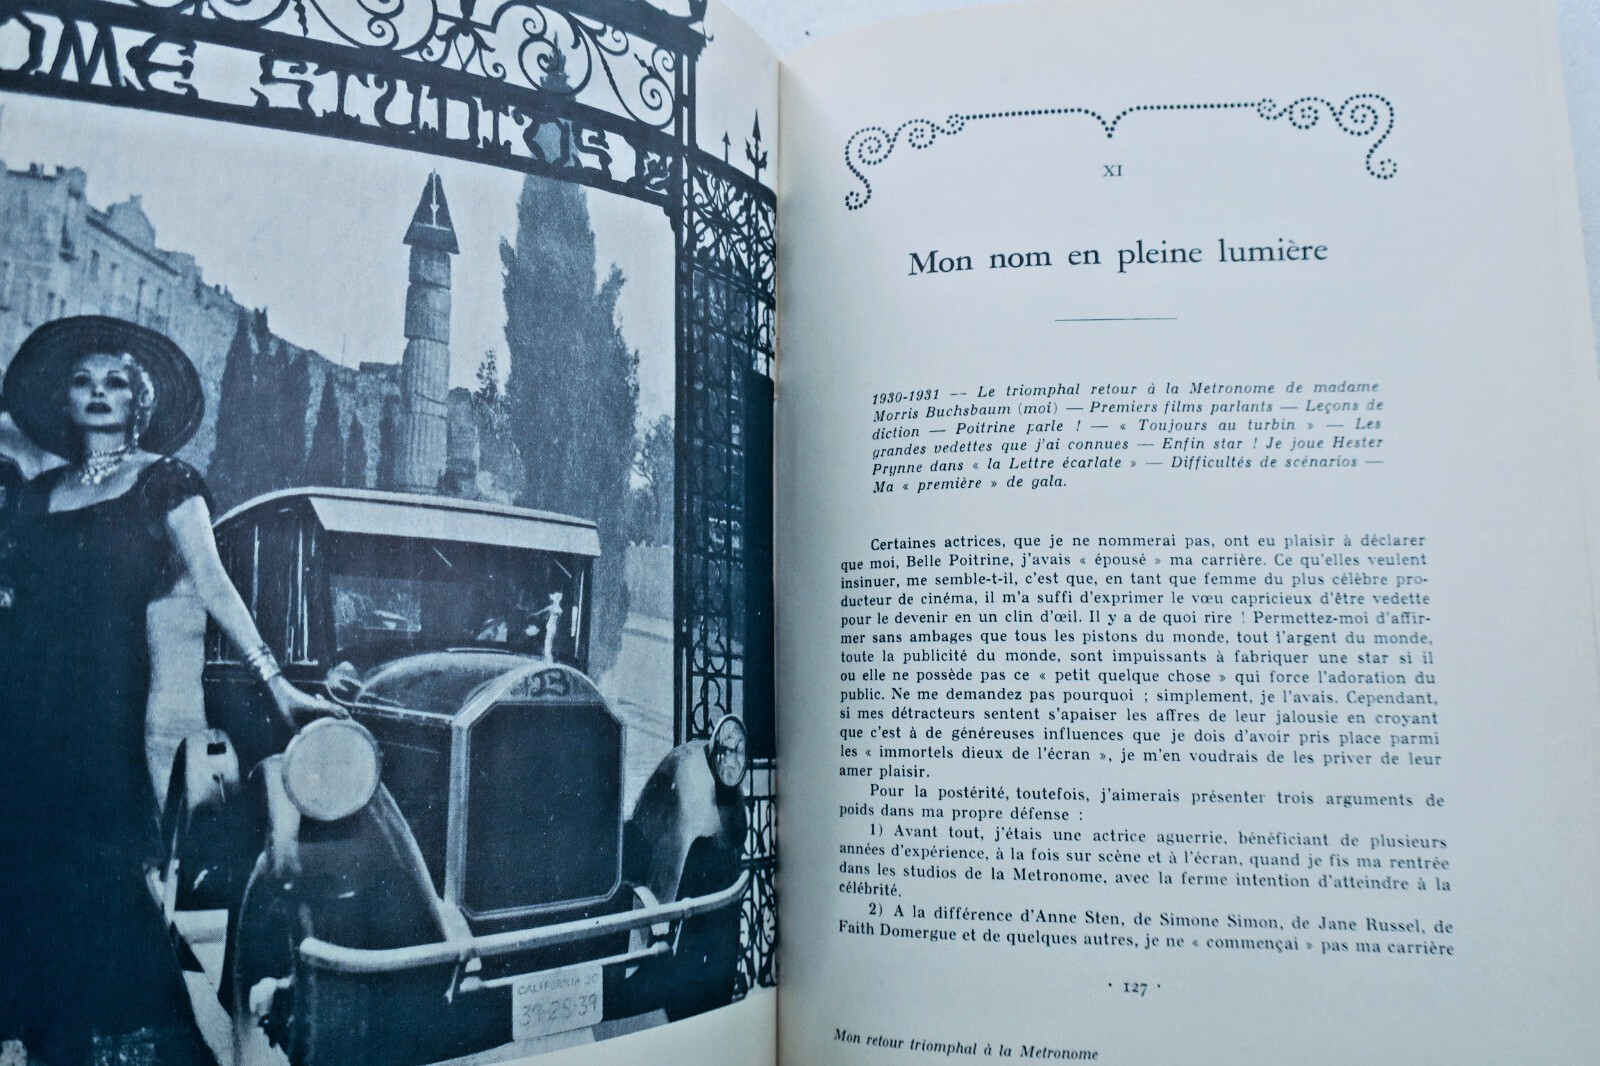 OME STUDIOS
CALIFORNIA 30
39-25-39
XI
Mon nom en pleine lumière
1930-1931 -- Le triomphal retour à la Metronome de madame
Morris Buchsbaum (moi) — Premiers films parlants — Leçons de
diction — Poitrine parle ! — « Toujours au turbin » — Les
grandes vedettes que j'ai connues — Enfin star ! Je joue Hester
Prynne dans « la Lettre écarlate » — Difficultés de scénarios —
Ma « première » de gala.
Certaines actrices, que je ne nommerai pas, ont eu plaisir à déclarer
que moi, Belle Poitrine, j'avais « épousé » ma carrière. Ce qu'elles veulent
insinuer, me semble-t-il, c'est que, en tant que femme du plus célèbre pro-
ducteur de cinéma, il m'a suffi d'exprimer le vœu capricieux d'être vedette
pour le devenir en un clin d'œil. Il y a de quoi rire ! Permettez-moi d'affir-
mer sans ambages que tous les pistons du monde, tout l'argent du monde,
toute la publicité du monde, sont impuissants à fabriquer une star si il
ou elle ne possède pas ce « petit quelque chose » qui force l'adoration du
public. Ne me demandez pas pourquoi ; simplement, je l'avais. Cependant,
si mes détracteurs sentent s'apaiser les affres de leur jalousie en croyant
que c'est à de généreuses influences que je dois d'avoir pris place parmi
les « immortels dieux de l'écran », je m'en voudrais de les priver de leur
amer plaisir.
Pour la postérité, toutefois, j'aimerais présenter trois arguments de
poids dans ma propre défense :
1) Avant tout, j'étais une actrice aguerrie, bénéficiant de plusieurs
années d'expérience, à la fois sur scène et à l'écran, quand je fis ma rentrée
dans les studios de la Metronome, avec la ferme intention d'atteindre à la
célébrité.
2) A la différence d'Anne Sten, de Simone Simon, de Jane Russel, de
Faith Domergue et de quelques autres, je ne « commençai » pas ma carrière
· 127 ·
Mon retour triomphal à la Metronome